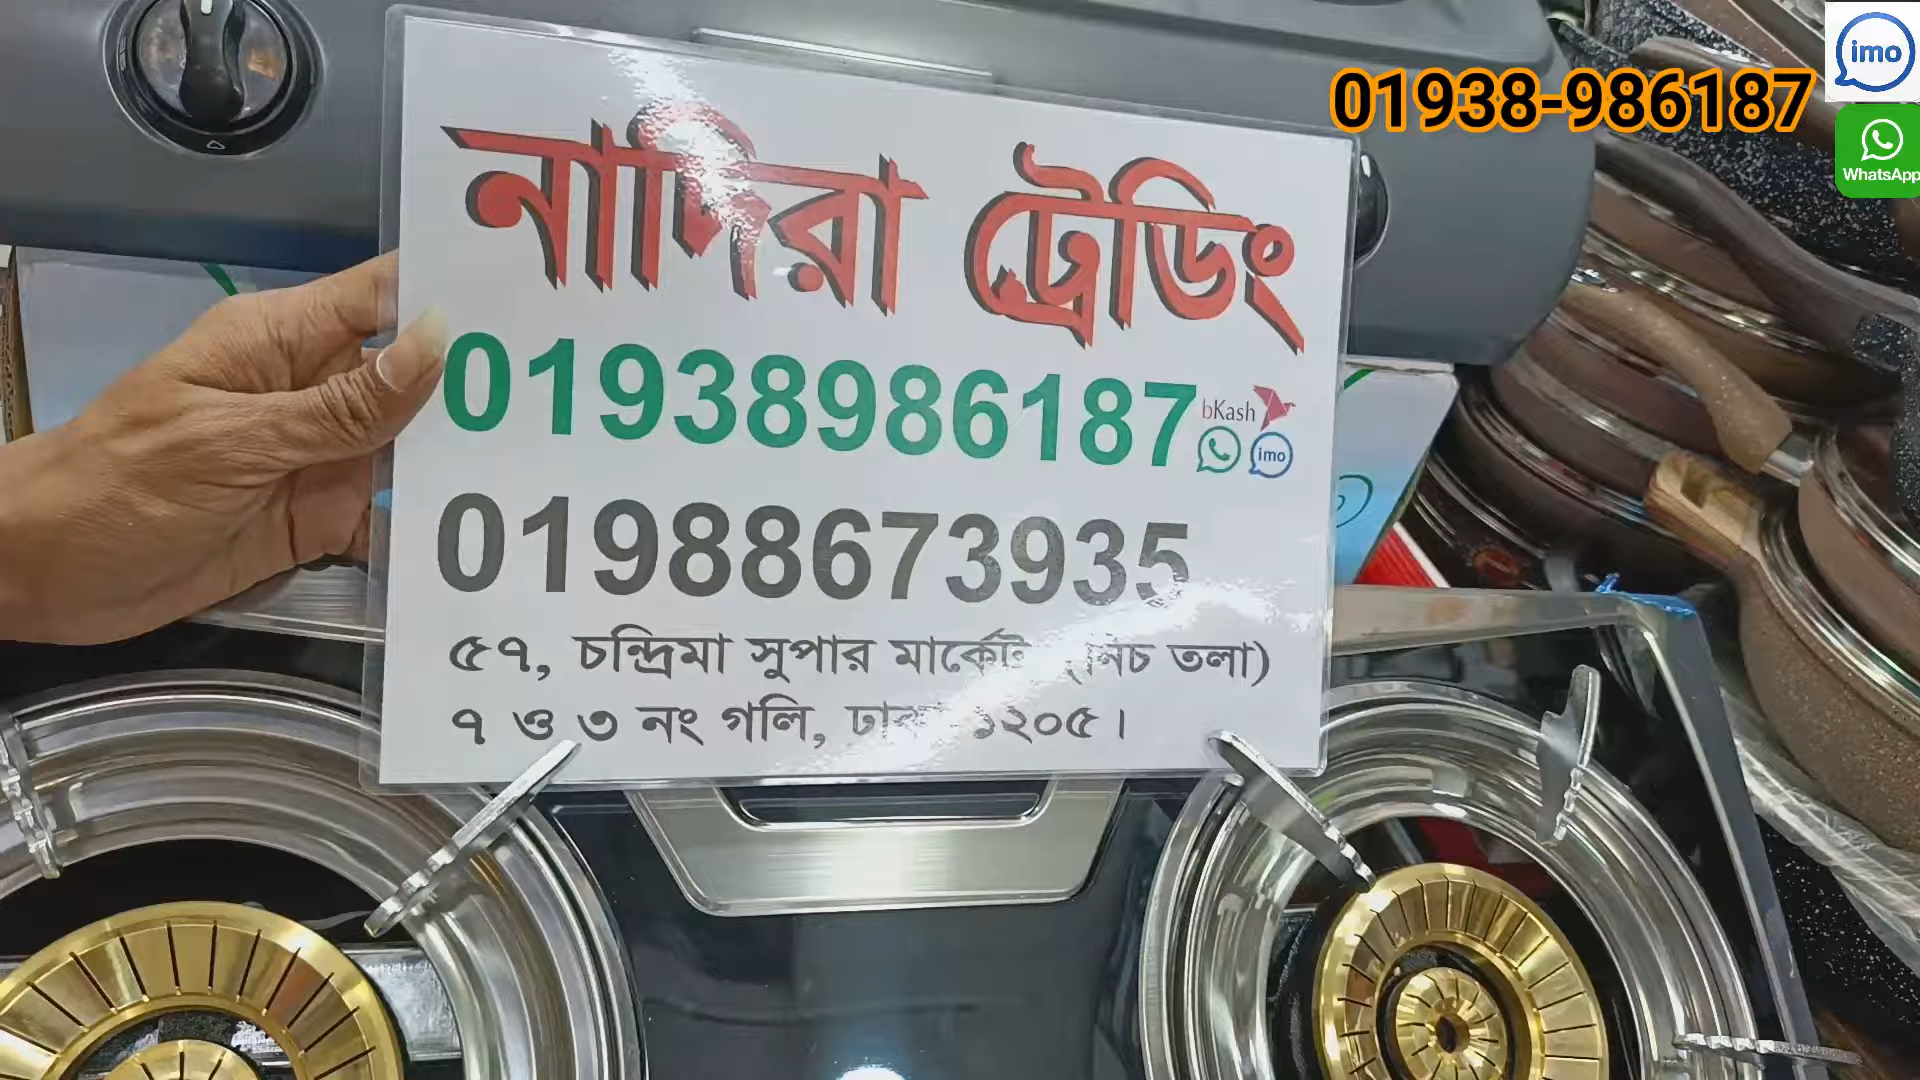 imo
01938-986187
WhatsApp
নাদিরা ট্রেডিং
01938986187
bKash
imo
01988673935
৫৭, চন্দ্রিমা সুপার মার্কেট (নিচ তলা)
৭ ও ৩ নং গলি, ঢাকা-১২০৫।